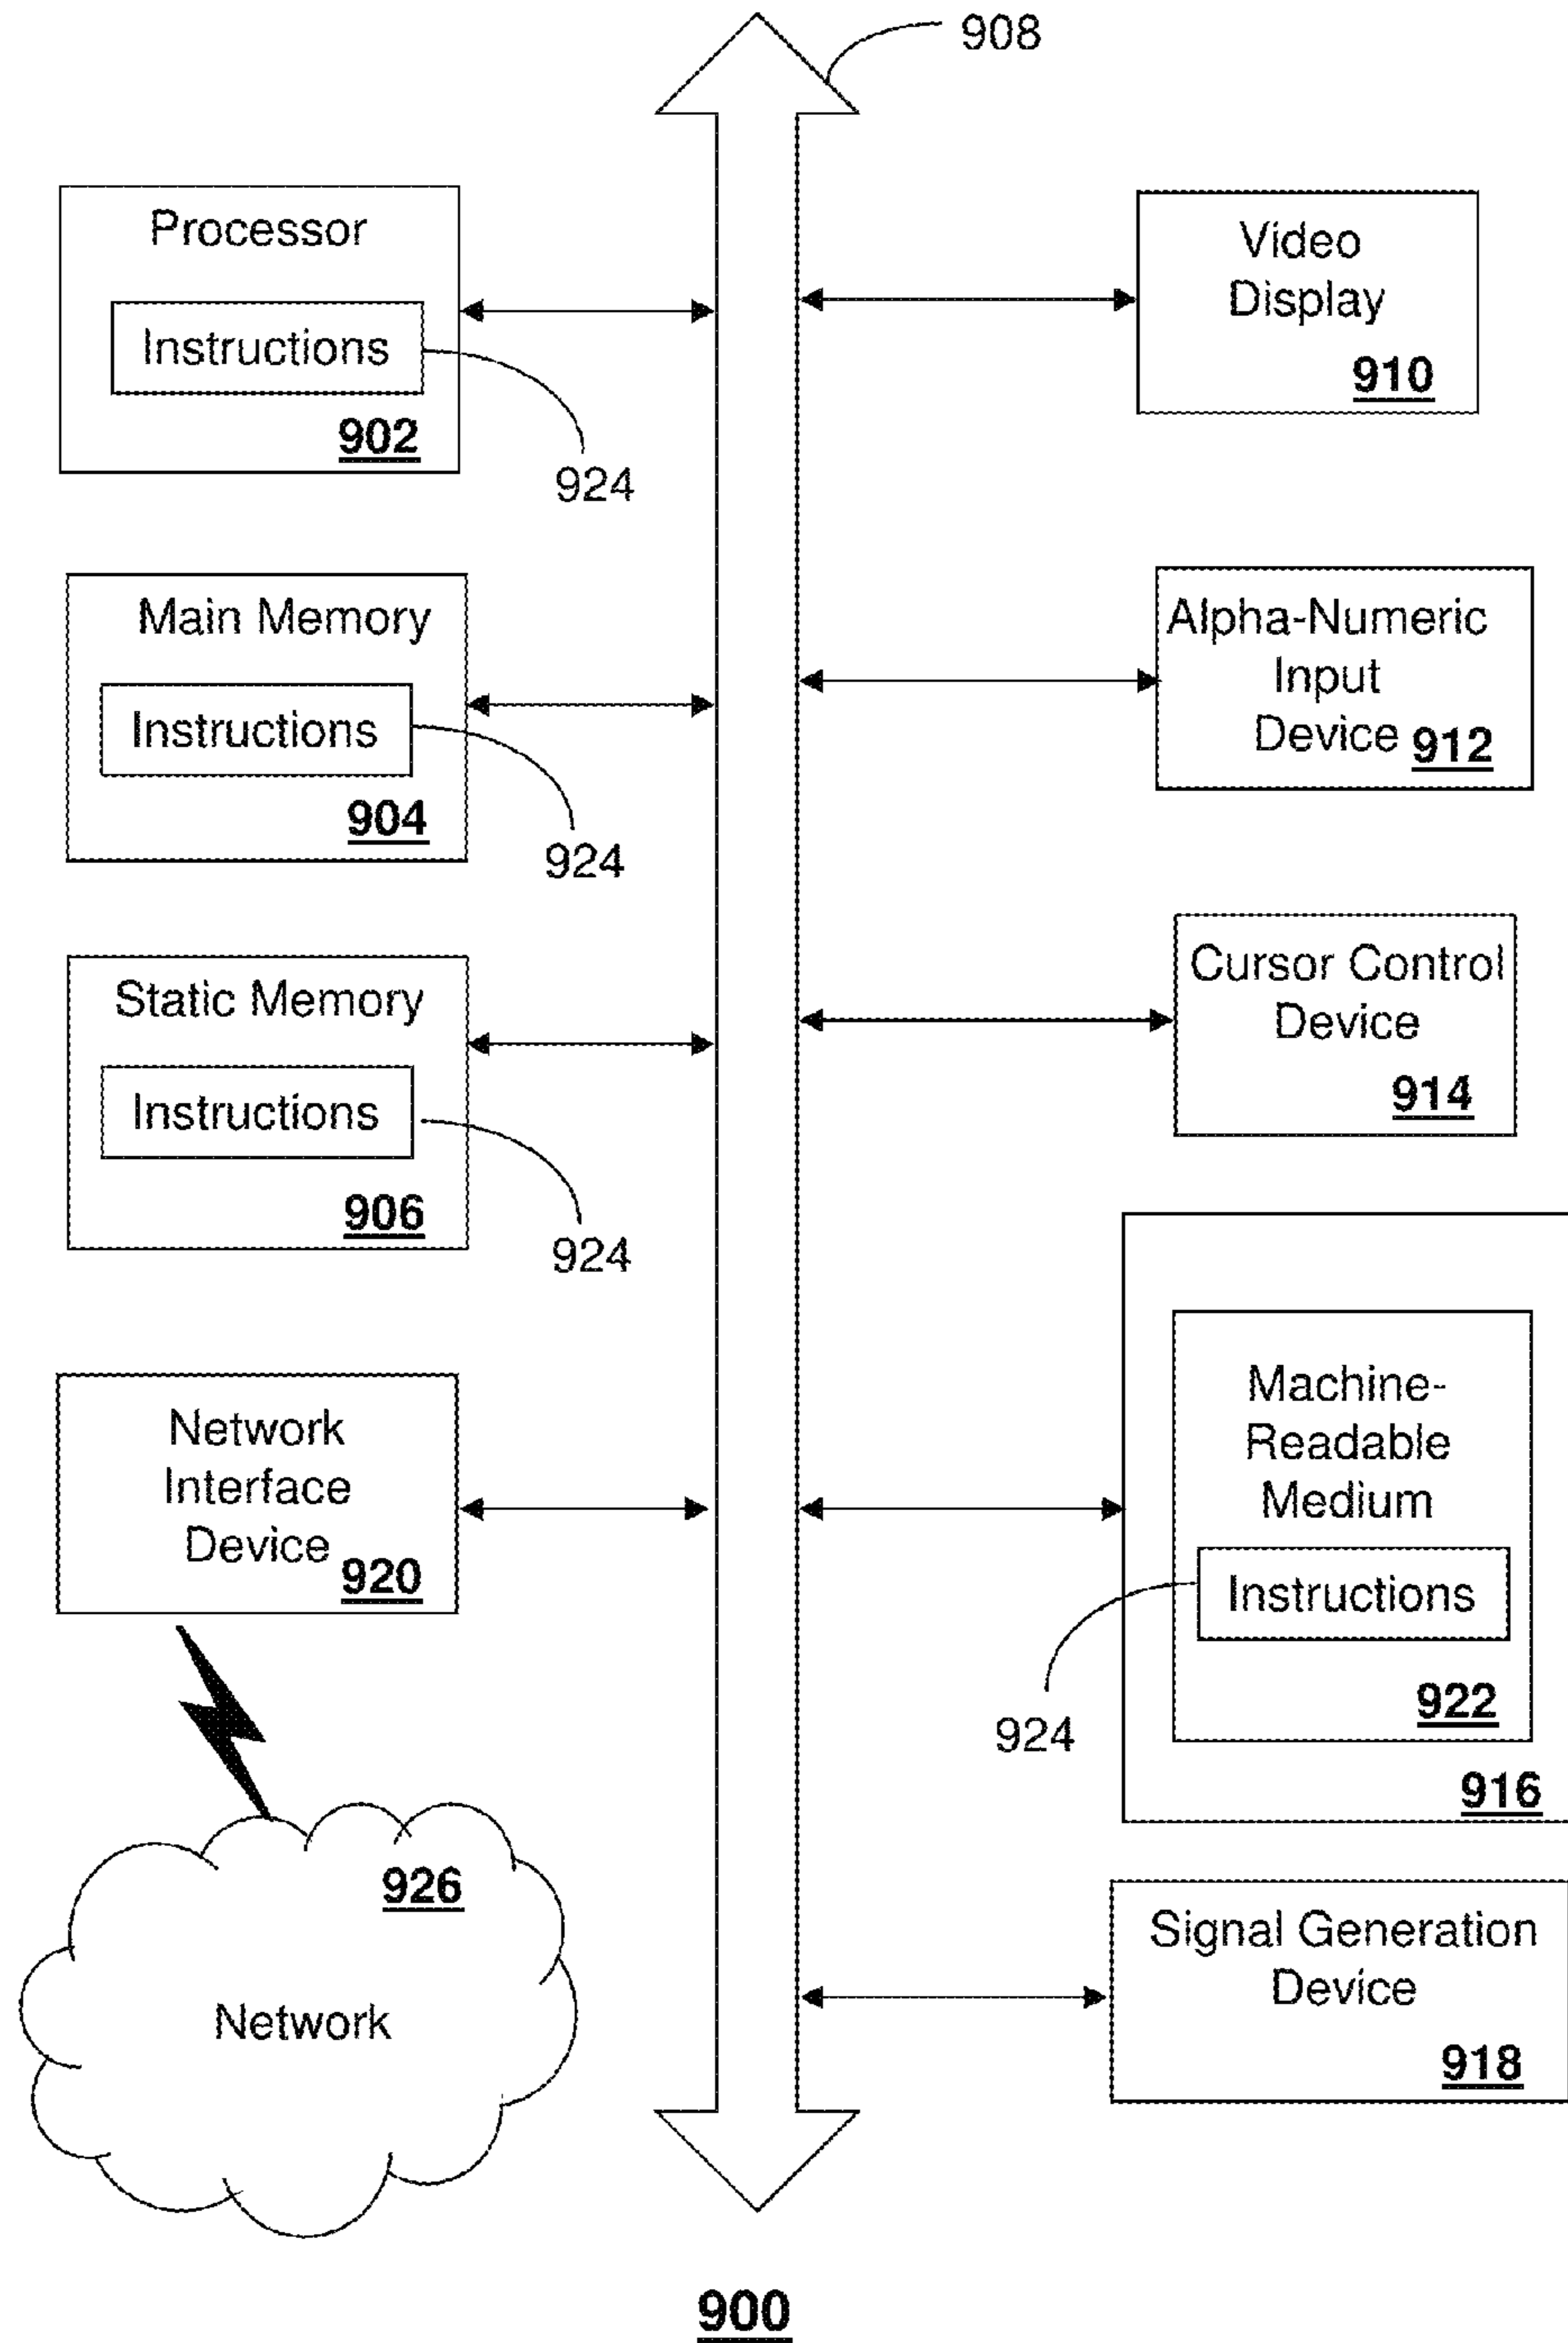 908
Processor
Instructions
902
924
Main Memory
Instructions
904
924
Static Memory
Instructions
906
924
Network
Interface
Device
920
926
Network
Video
Display
910
Alpha-Numeric
Input
Device
912
Cursor Control
Device
914
Machine-
Readable
Medium
Instructions
924
922
916
Signal Generation
Device
918
900